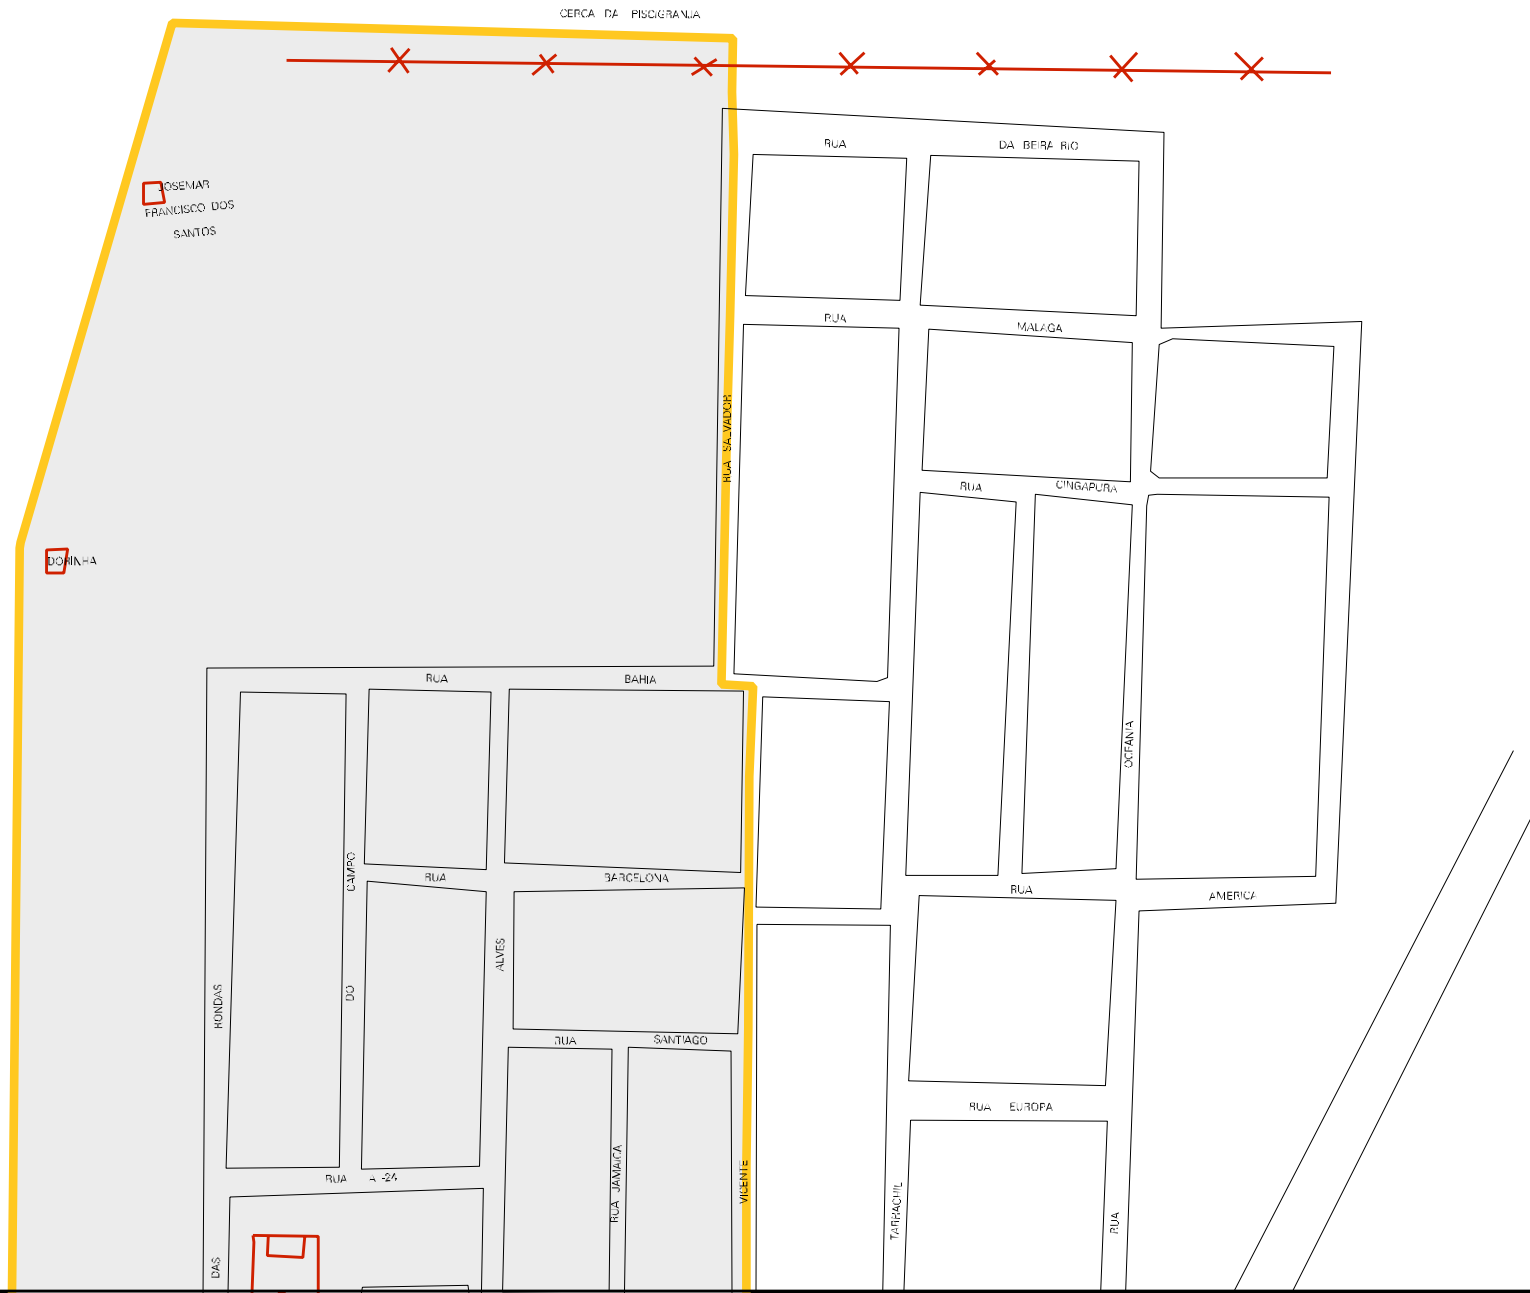 CERCA DA PISCIGRANJA
RUA DA BEIRA RIO
JOSEMAR
FRANCISCO DOS
SANTOS
RUA MALAGA
RUA SALVADOR
RUA CINGAPURA
DORINHA
RUA BAHIA
OCEANIA
CAMPO
RUA BARCELONA
RUA AMERICA
ALVES
DO
RONDAS
RUA SANTIAGO
RUA EUROPA
RUA A-24
RUA JAMAICA
VICENTE
TARRACHIL
RUA
DAS